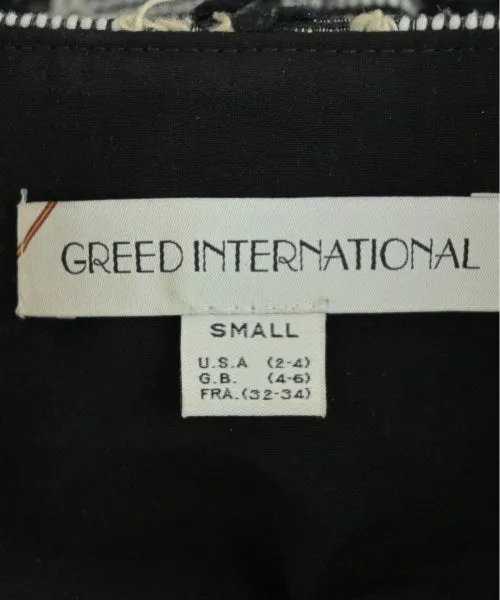 GREED INTERNATIONAL
SMALL
U.S.A (2-4)
G.B. (4-6)
FRA.(32-34)